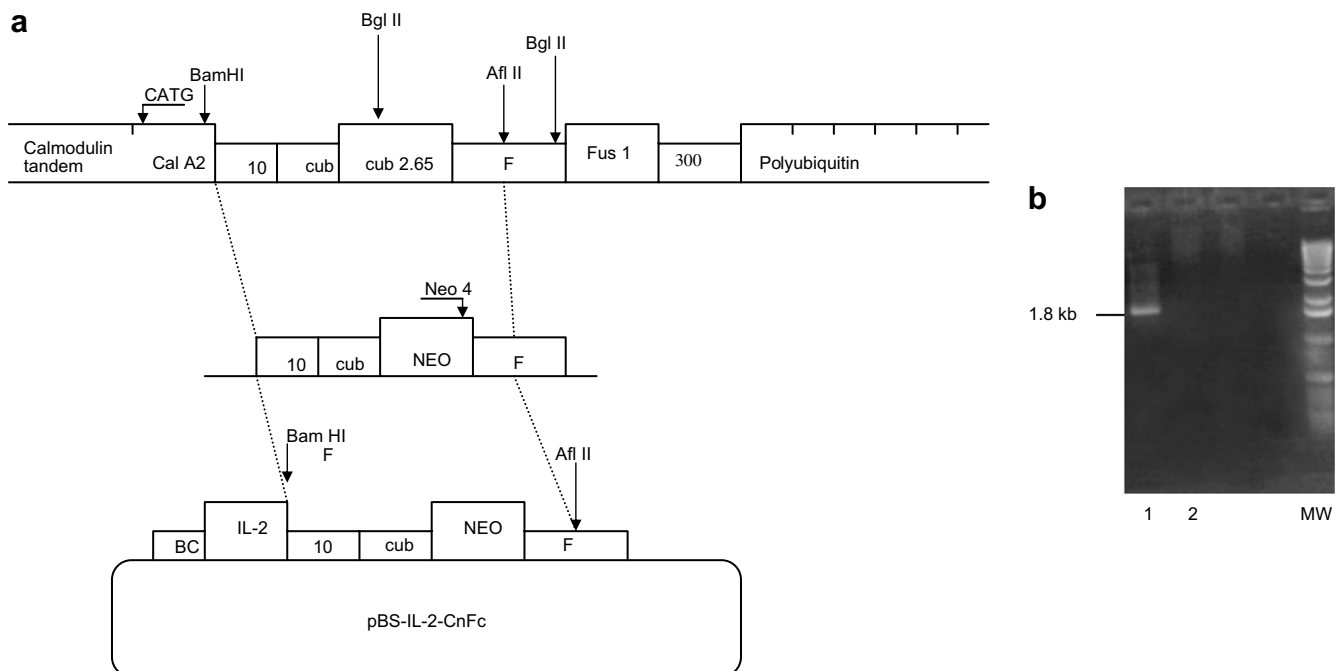 a
Bgl II
Bgl II
BamHI
Afl II
CATG
Calmodulin
tandem
Cal A2
10
cub
cub 2.65
F
Fus 1
300
Polyubiquitin
b
Neo 4
1.8 kb
10
cub
NEO
F
Bam HI
F
Afl II
1
2
MW
BC
IL-2
10
cub
NEO
F
pBS-IL-2-CnFc